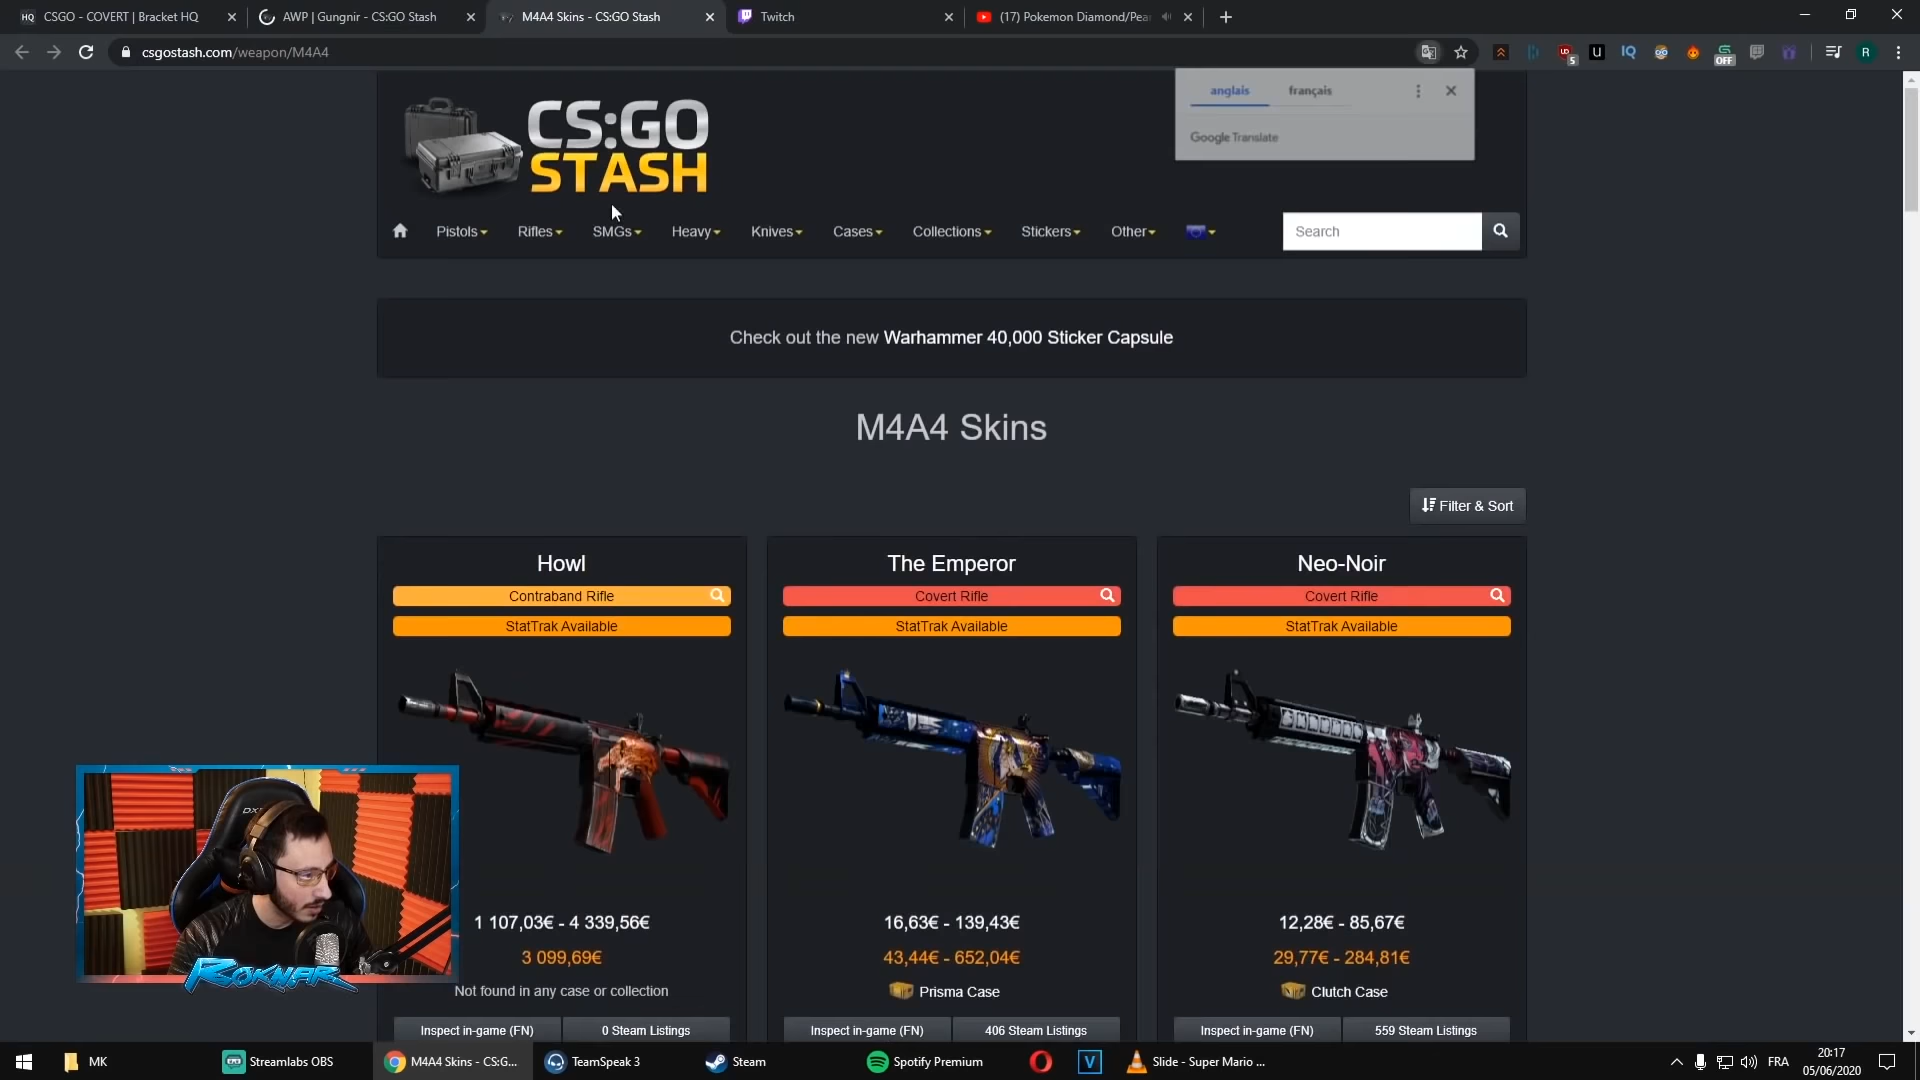 HQ CSGO - COVERT | Bracket HQ
AWP | Gungnir - CS:GO Stash
M4A4 Skins - CS:GO Stash
Twitch
(17) Pokemon Diamond/Pea
csgostash.com/weapon/M4A4
5
U
IQ
OFF
R
anglais français
Google Translate
CS:GO
STASH
Pistols Rifles SMGs Heavy Knives Cases Collections Stickers Other
Search
Check out the new Warhammer 40,000 Sticker Capsule
M4A4 Skins
Filter & Sort
Howl
Contraband Rifle
StatTrak Available
1 107,03€ - 4 339,56€
3 099,69€
Not found in any case or collection
Inspect in-game (FN) 0 Steam Listings
The Emperor
Covert Rifle
StatTrak Available
16,63€ - 139,43€
43,44€ - 652,04€
Prisma Case
Inspect in-game (FN) 406 Steam Listings
Neo-Noir
Covert Rifle
StatTrak Available
12,28€ - 85,67€
29,77€ - 284,81€
Clutch Case
Inspect in-game (FN) 559 Steam Listings
ROKNAR
MK
Streamlabs OBS
M4A4 Skins - CS:G...
TeamSpeak 3
Steam
Spotify Premium
V
Slide - Super Mario ...
FRA
20:17
05/06/2020